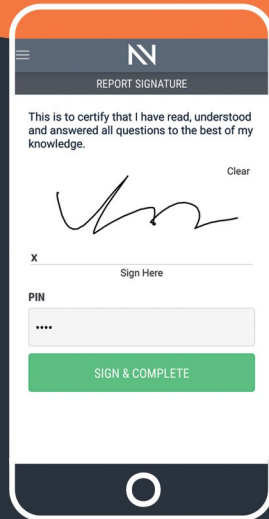 REPORT SIGNATURE
This is to certify that I have read, understood
and answered all questions to the best of my
knowledge.
Clear
X
Sign Here
PIN
••••
SIGN & COMPLETE